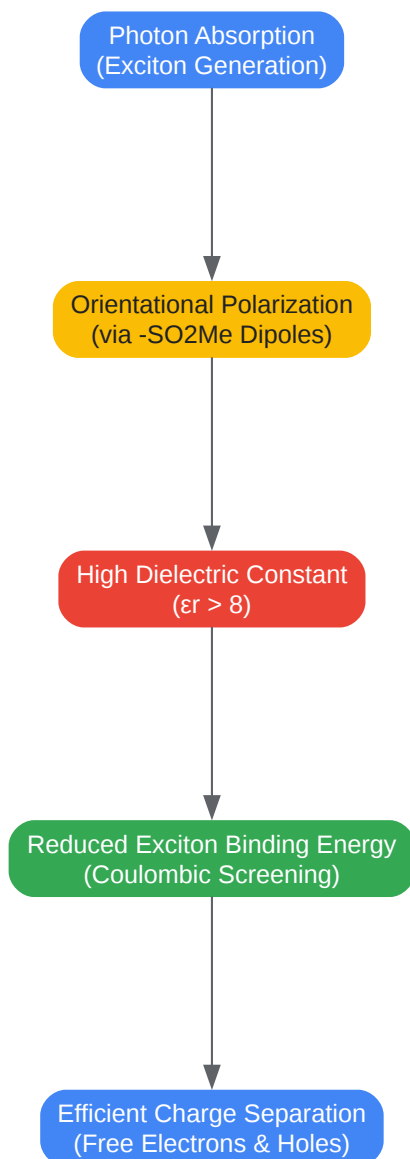 Photon Absorption
(Exciton Generation)
Orientational Polarization
(via -SO2Me Dipoles)
High Dielectric Constant
(εr > 8)
Reduced Exciton Binding Energy
(Coulombic Screening)
Efficient Charge Separation
(Free Electrons & Holes)